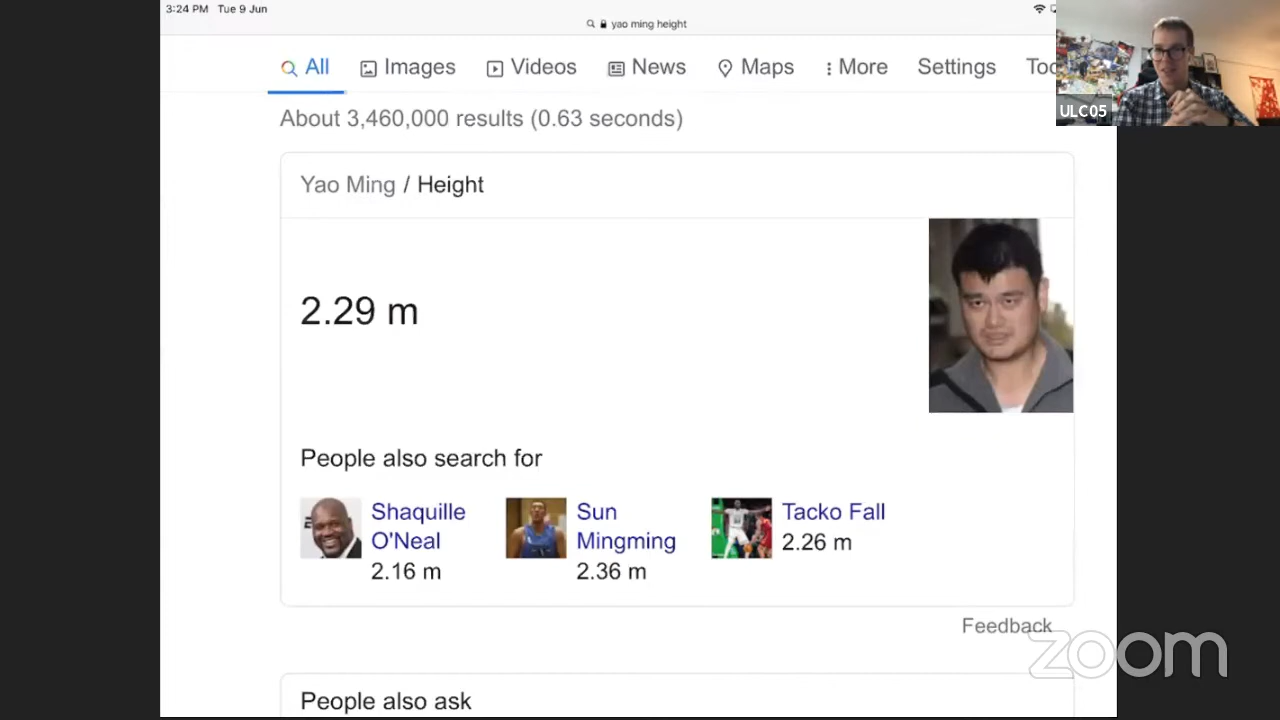 3:24 PM Tue 9 Jun
yao ming height
All Images Videos News Maps More Settings Too
ULC05
About 3,460,000 results (0.63 seconds)
Yao Ming / Height
2.29 m
People also search for
Shaquille O'Neal
2.16 m
Sun Mingming
2.36 m
Tacko Fall
2.26 m
Feedback
zoom
People also ask